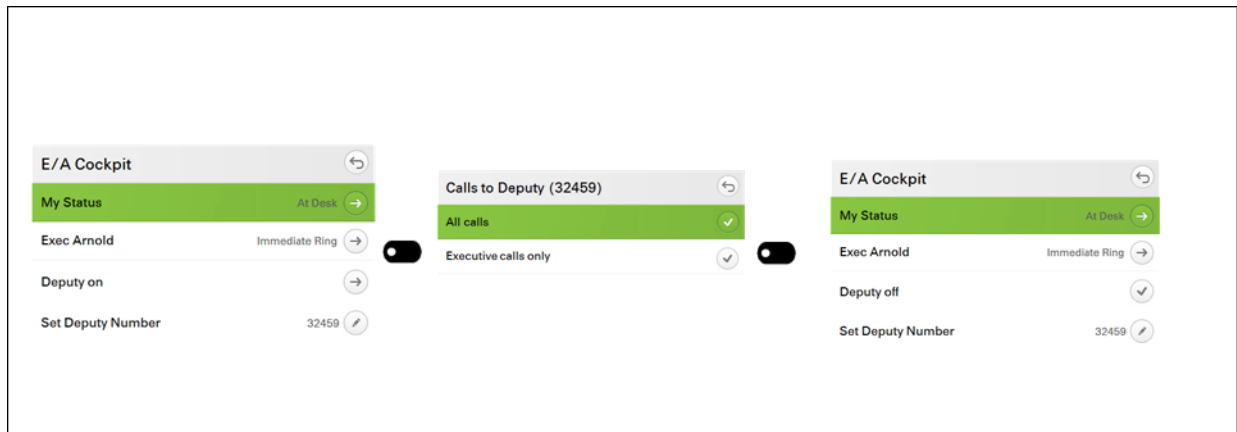 E/A Cockpit
My Status At Desk
Exec Arnold Immediate Ring
Deputy on
Set Deputy Number 32459
Calls to Deputy (32459)
All calls
Executive calls only
E/A Cockpit
My Status At Desk
Exec Arnold Immediate Ring
Deputy off
Set Deputy Number 32459